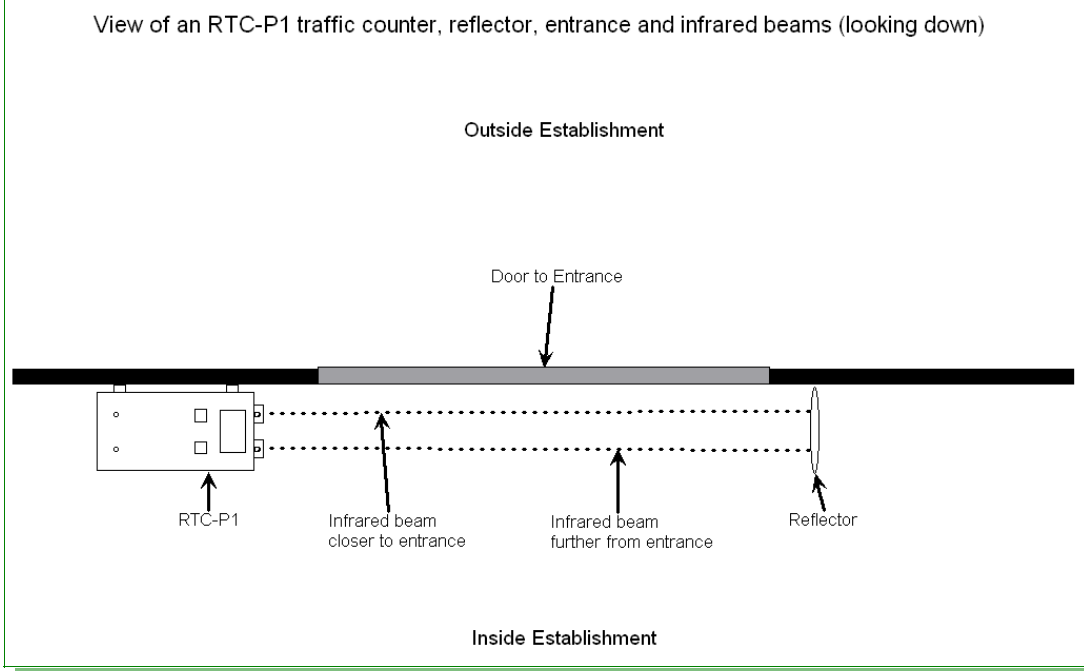 View of an RTC-P1 traffic counter, reflector, entrance and infrared beams (looking down)
Outside Establishment
Door to Entrance
RTC-P1
Infrared beam
closer to entrance
Infrared beam
further from entrance
Reflector
Inside Establishment